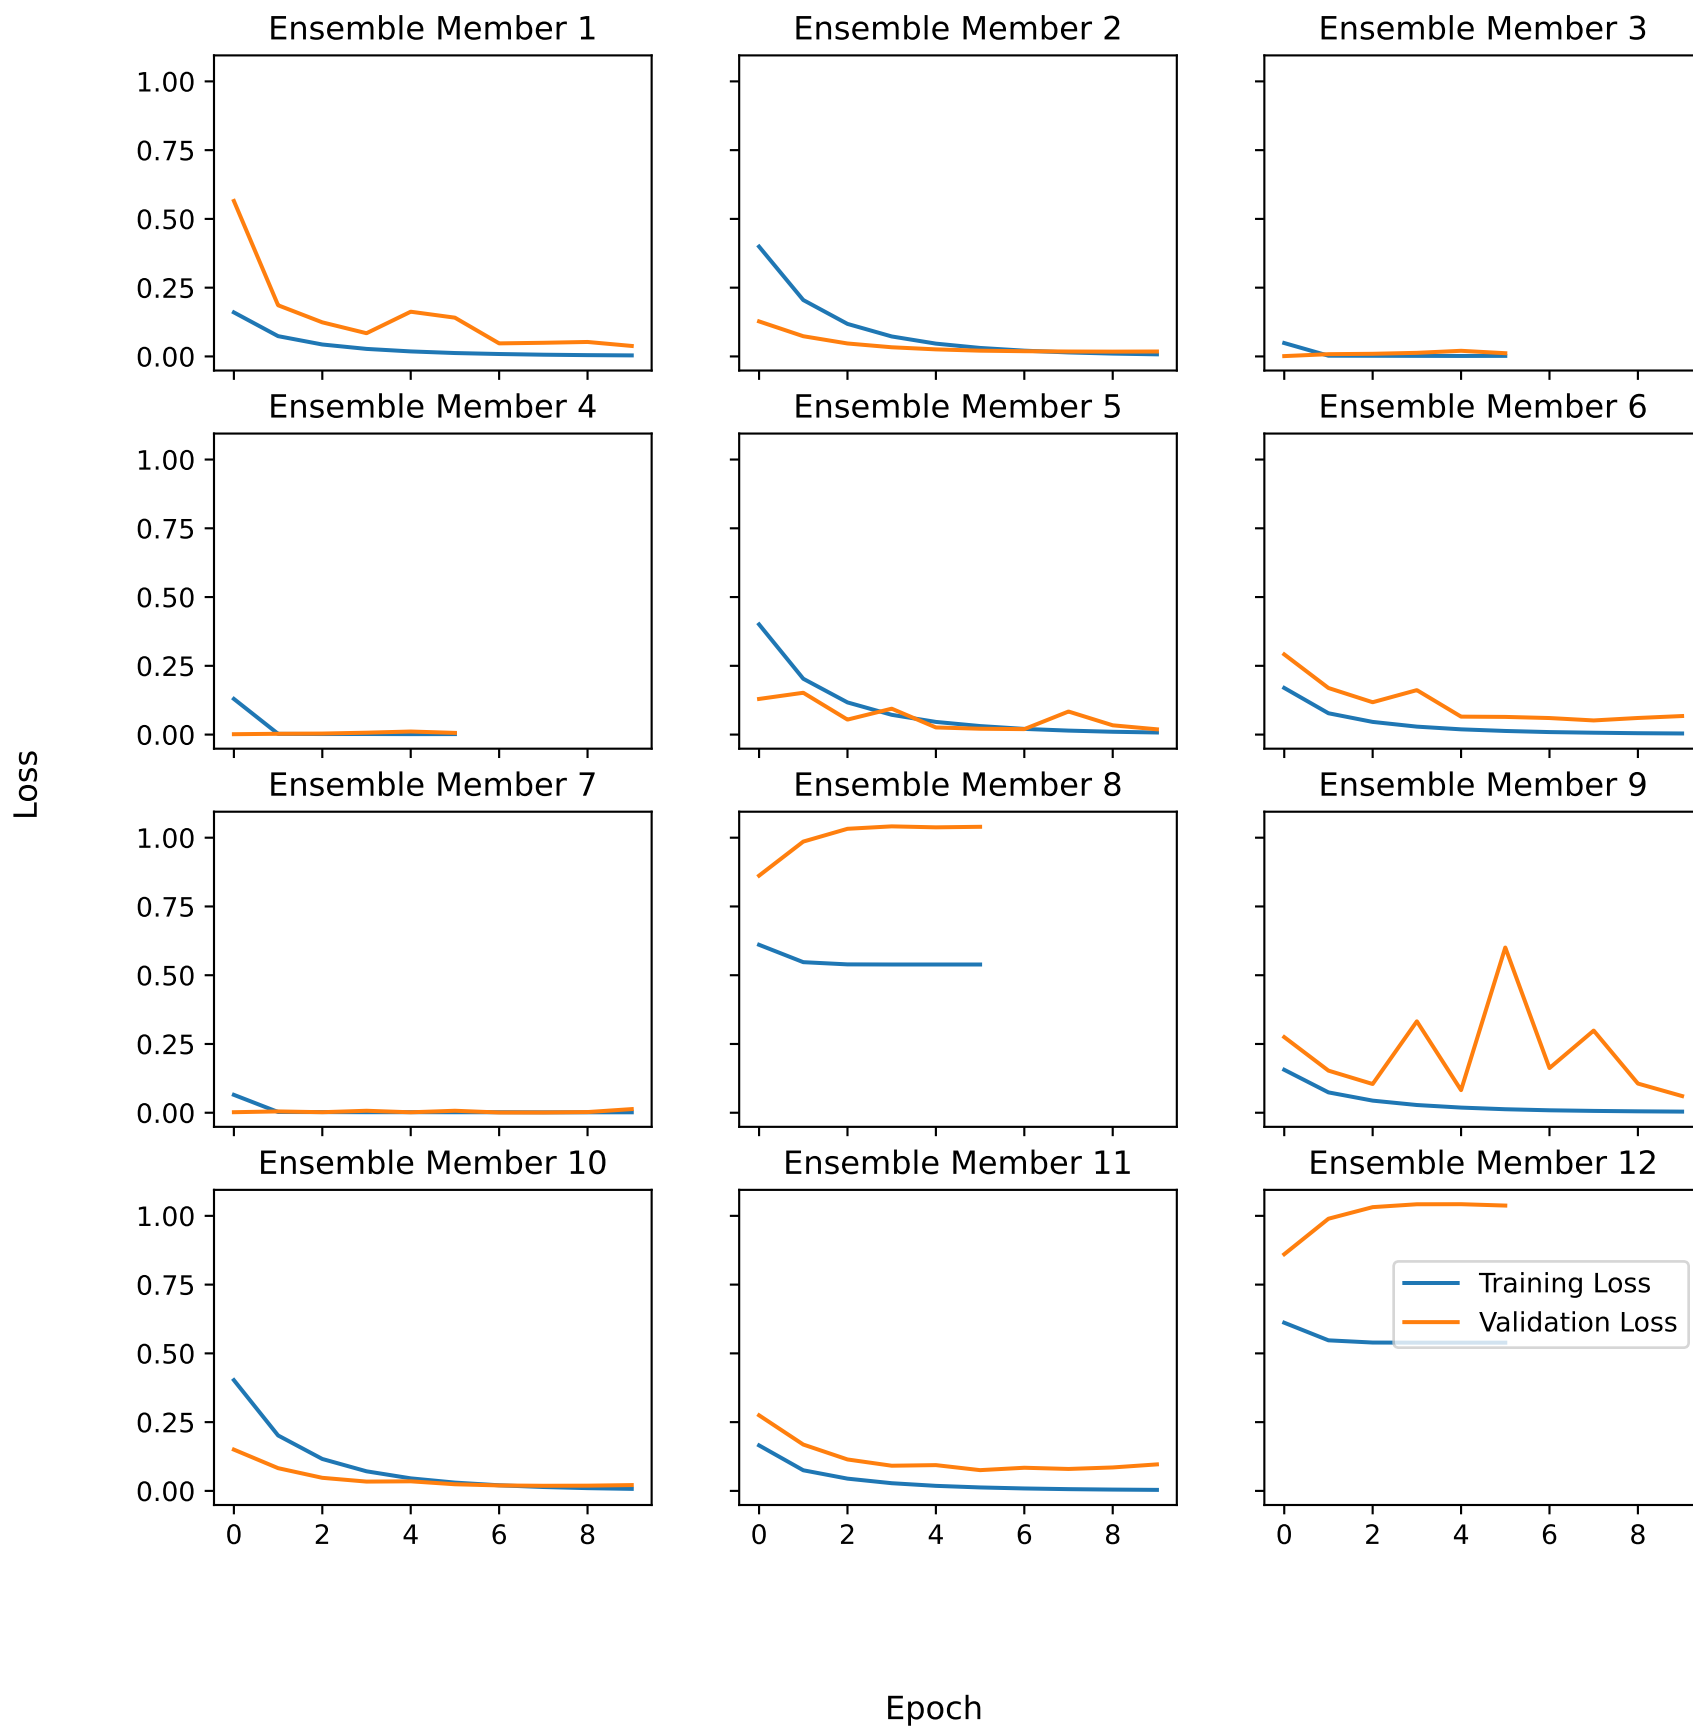 Ensemble Member 1
Ensemble Member 2
Ensemble Member 3
1.00
0.75
0.50
0.25
0.00
Ensemble Member 4
Ensemble Member 5
Ensemble Member 6
1.00
0.75
0.50
0.25
0.00
Ensemble Member 7
Ensemble Member 8
Ensemble Member 9
1.00
0.75
0.50
0.25
0.00
Loss
Ensemble Member 10
Ensemble Member 11
Ensemble Member 12
1.00
0.75
0.50
0.25
0.00
Training Loss
Validation Loss
0 2 4 6 8
0 2 4 6 8
0 2 4 6 8
Epoch